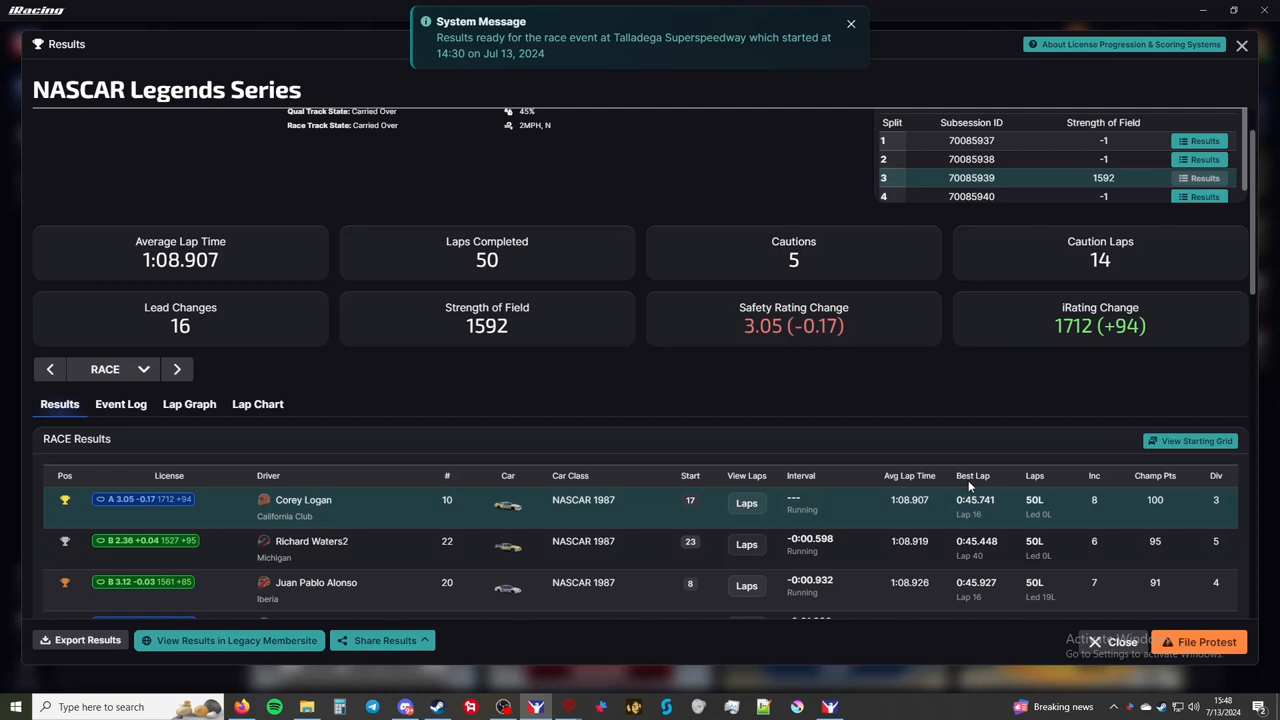 iRacing
System Message
Results ready for the race event at Talladega Superspeedway which started at
14:30 on Jul 13, 2024
Results
About License Progression & Scoring Systems
NASCAR Legends Series
Qual Track State: Carried Over 45%
Race Track State: Carried Over 2MPH, N
Split Subsession ID Strength of Field
1 70085937 -1 Results
2 70085938 -1 Results
3 70085939 1592 Results
4 70085940 -1 Results
Average Lap Time Laps Completed Cautions Caution Laps
1:08.907 50 5 14
Lead Changes Strength of Field Safety Rating Change iRating Change
16 1592 3.05 (-0.17) 1712 (+94)
RACE
Results Event Log Lap Graph Lap Chart
RACE Results
View Starting Grid
Pos License Driver # Car Car Class Start View Laps Interval Avg Lap Time Best Lap Laps Inc Champ Pts Div
A 3.05 -0.17 1712 +94 Corey Logan 10 NASCAR 1987 17 Laps --- 1:08.907 0:45.741 50L 8 100 3
California Club Running Lap 16 Led 0L
B 2.36 +0.04 1527 +95 Richard Waters2 22 NASCAR 1987 23 Laps -0:00.598 1:08.919 0:45.448 50L 6 95 5
Michigan Running Lap 40 Led 0L
B 3.12 -0.03 1561 +85 Juan Pablo Alonso 20 NASCAR 1987 8 Laps -0:00.932 1:08.926 0:45.927 50L 7 91 4
Iberia Running Lap 16 Led 19L
Export Results View Results in Legacy Membersite Share Results Close File Protest
Go to Settings to activate Windows.
Type here to search
Breaking news
15:48
7/13/2024